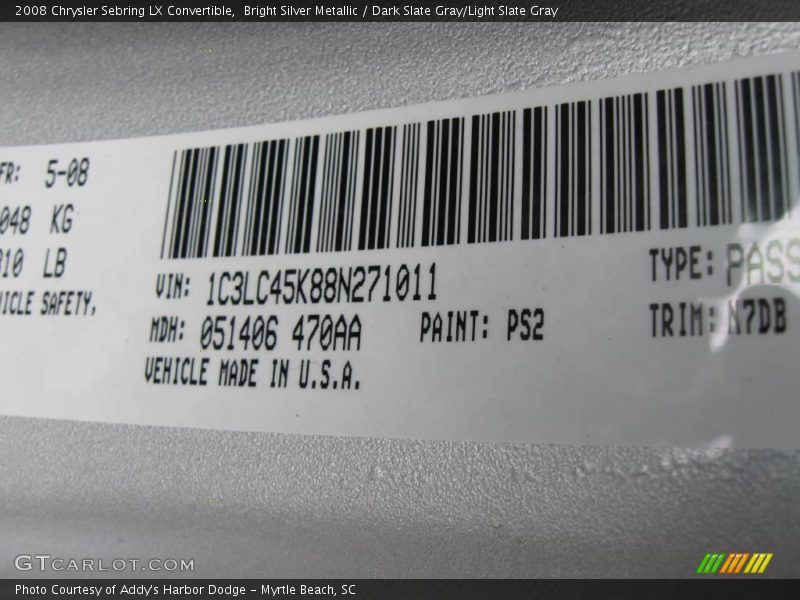 2008 Chrysler Sebring LX Convertible, Bright Silver Metallic / Dark Slate Gray/Light Slate Gray
FR: 5-08
048 KG
310 LB
ICLE SAFETY,
VIN: 1C3LC45K88N271011
TYPE: PASS
MDH: 051406 470AA
PAINT: PS2
TRIM: N7DB
VEHICLE MADE IN U.S.A.
GTCARLOT.COM
Photo Courtesy of Addy's Harbor Dodge - Myrtle Beach, SC